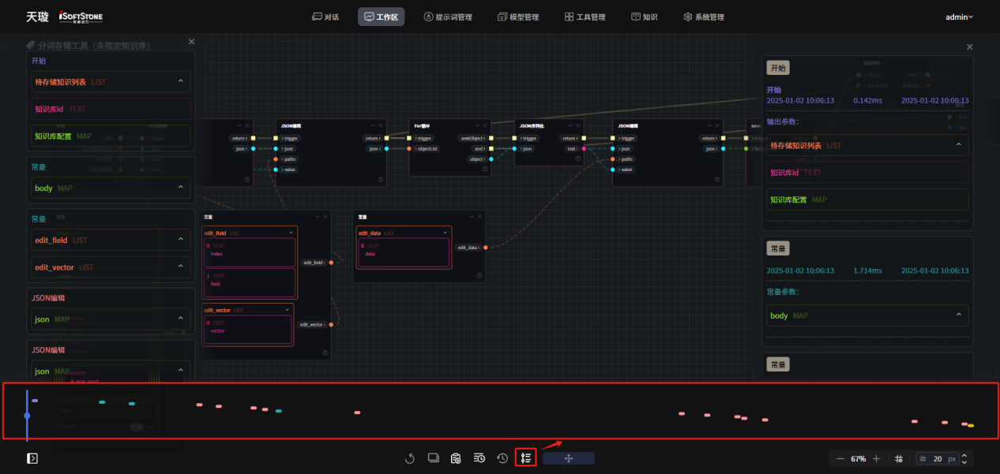 天璇 iSoftStone 软通动力
对话
工作区
提示词管理
模型管理
工具管理
知识
系统管理
admin
分词存储工具（未指定知识库）
开始
待存储知识列表 LIST
知识库id TEXT
知识库配置 MAP
常量
body MAP
常量
edit_field LIST
edit_vector LIST
JSON编辑
json MAP
JSON编辑
json MAP
return
json
JSON编辑
trigger return
json json
paths
value
For循环
trigger nextObject
objectList end
object
JSON序列化
trigger return
json text
JSON编辑
trigger return
json json
paths
value
常量
edit_field LIST
0 TEXT
index
1 TEXT
field
edit_field
edit_vector LIST
0 TEXT
vector
edit_vector
常量
edit_data LIST
0 TEXT
data
edit_data
开始
开始
2025-01-02 10:06:13 0.142ms 2025-01-02 10:06:13
输出参数：
待存储知识列表 LIST
知识库id TEXT
知识库配置 MAP
常量
2025-01-02 10:06:13 1.714ms 2025-01-02 10:06:13
常量参数：
body MAP
常量
67%
20 px